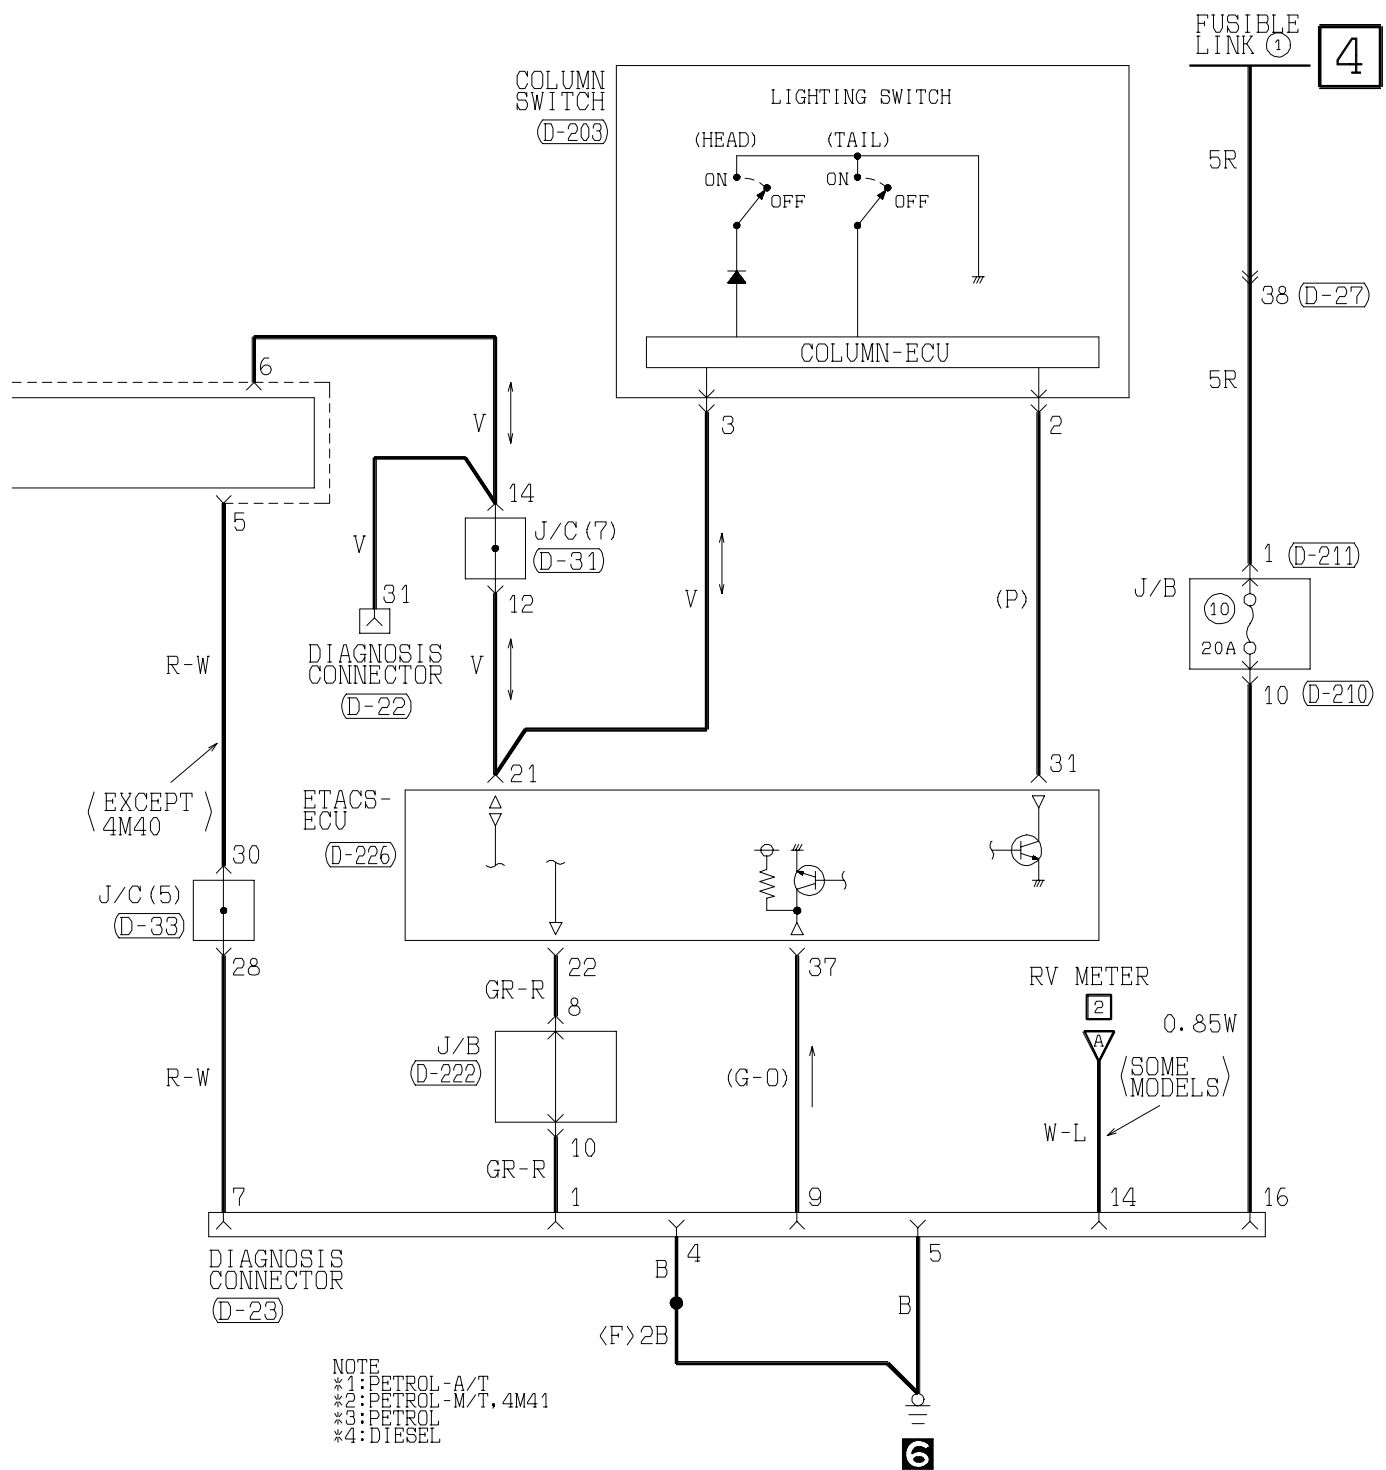 FUSIBLE
LINK ①
4
COLUMN
SWITCH
D-203
LIGHTING SWITCH
(HEAD)
(TAIL)
ON
OFF
ON
OFF
5R
38 D-27
COLUMN-ECU
6
5R
3
2
V
14
5
J/C(7)
D-31
V
31
12
V
(P)
1 D-211
J/B
10
20A
DIAGNOSIS
CONNECTOR
D-22
R-W
V
10 D-210
21
31
<EXCEPT
4M40>
ETACS-
ECU
D-226
30
J/C(5)
D-33
28
22
37
RV METER
GR-R
8
2
0.85W
J/B
D-222
A
R-W
(G-O)
<SOME
MODELS>
W-L
10
GR-R
7
1
9
14
16
DIAGNOSIS
CONNECTOR
D-23
4
5
B
B
<F>2B
NOTE
*1:PETROL-A/T
*2:PETROL-M/T,4M41
*3:PETROL
*4:DIESEL
6